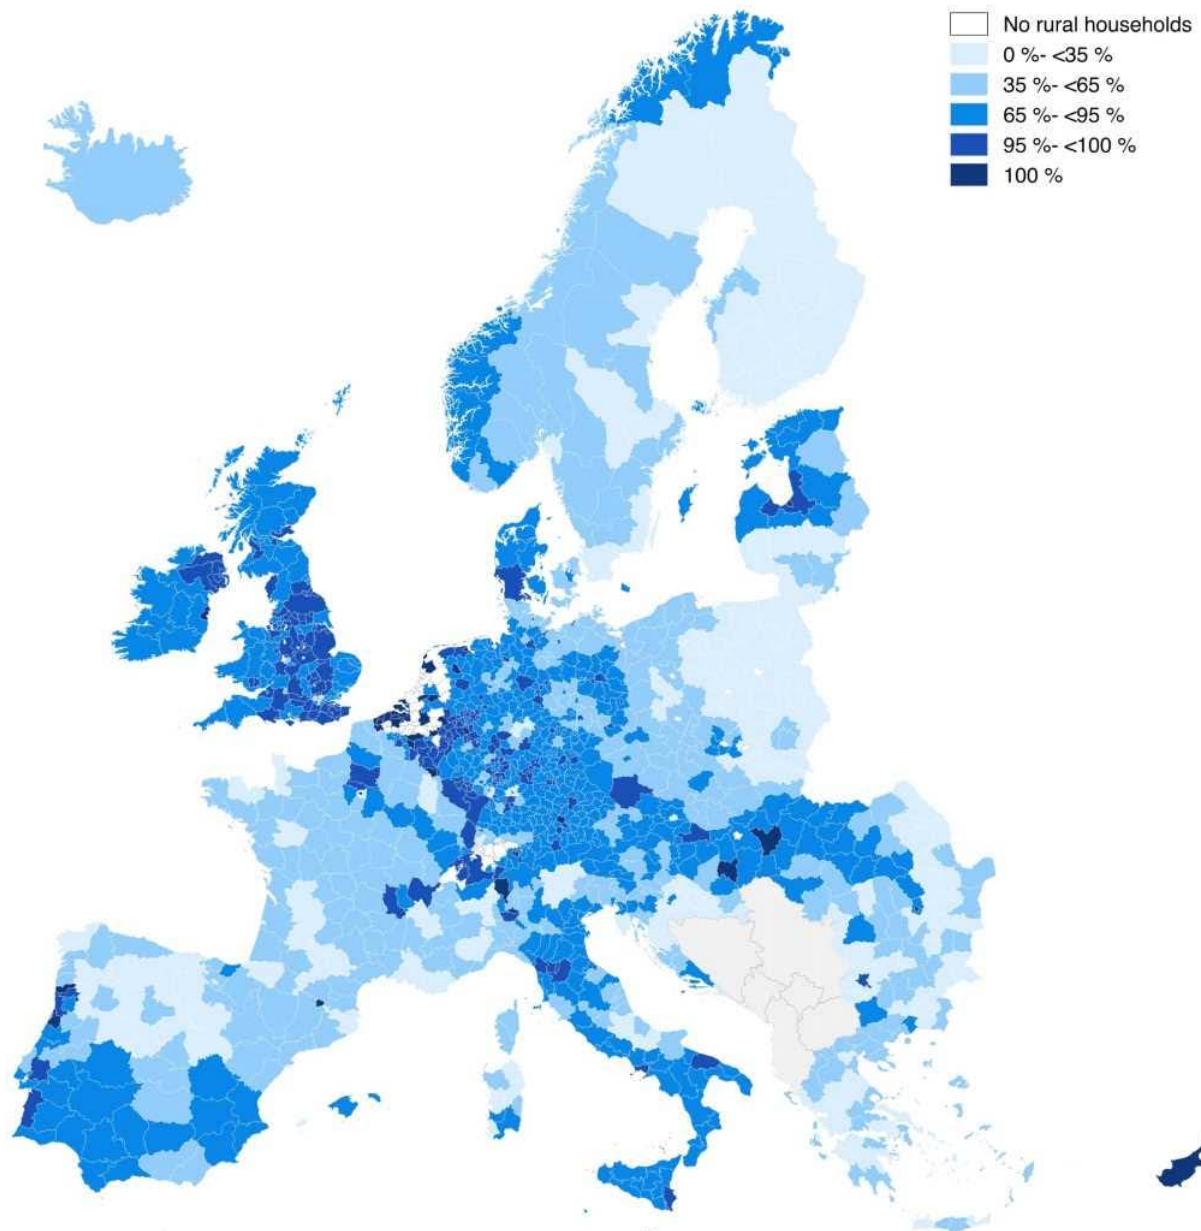 No rural households
0 %- <35 %
35 %- <65 %
65 %- <95 %
95 %- <100 %
100 %